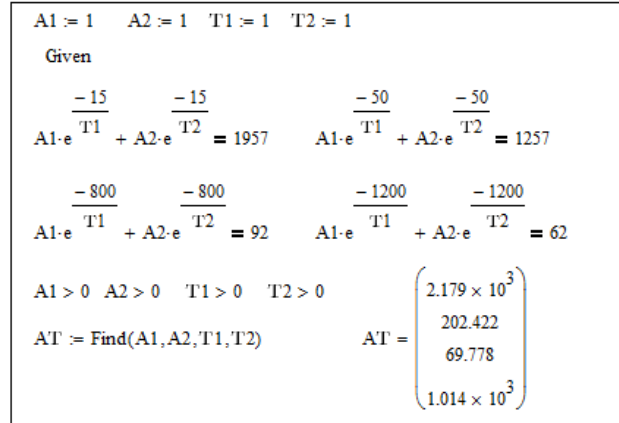 A1 := 1 A2 := 1 T1 := 1 T2 := 1
Given
A1·e^(-15/T1) + A2·e^(-15/T2) = 1957 A1·e^(-50/T1) + A2·e^(-50/T2) = 1257
A1·e^(-800/T1) + A2·e^(-800/T2) = 92 A1·e^(-1200/T1) + A2·e^(-1200/T2) = 62
A1 > 0 A2 > 0 T1 > 0 T2 > 0
AT := Find(A1,A2,T1,T2) AT =
2.179 × 10^3
202.422
69.778
1.014 × 10^3